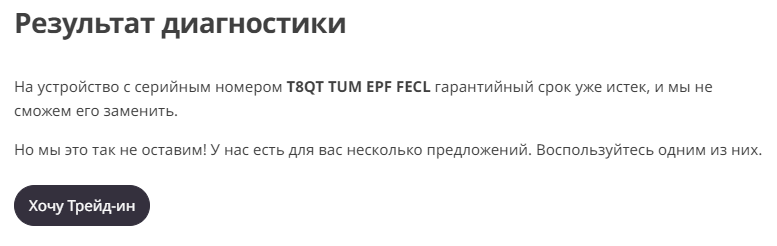 Результат диагностики
На устройство с серийным номером T8QT TUM EPF FECL гарантийный срок уже истек, и мы не
сможем его заменить.
Но мы это так не оставим! У нас есть для вас несколько предложений. Воспользуйтесь одним из них.
Хочу Трейд-ин